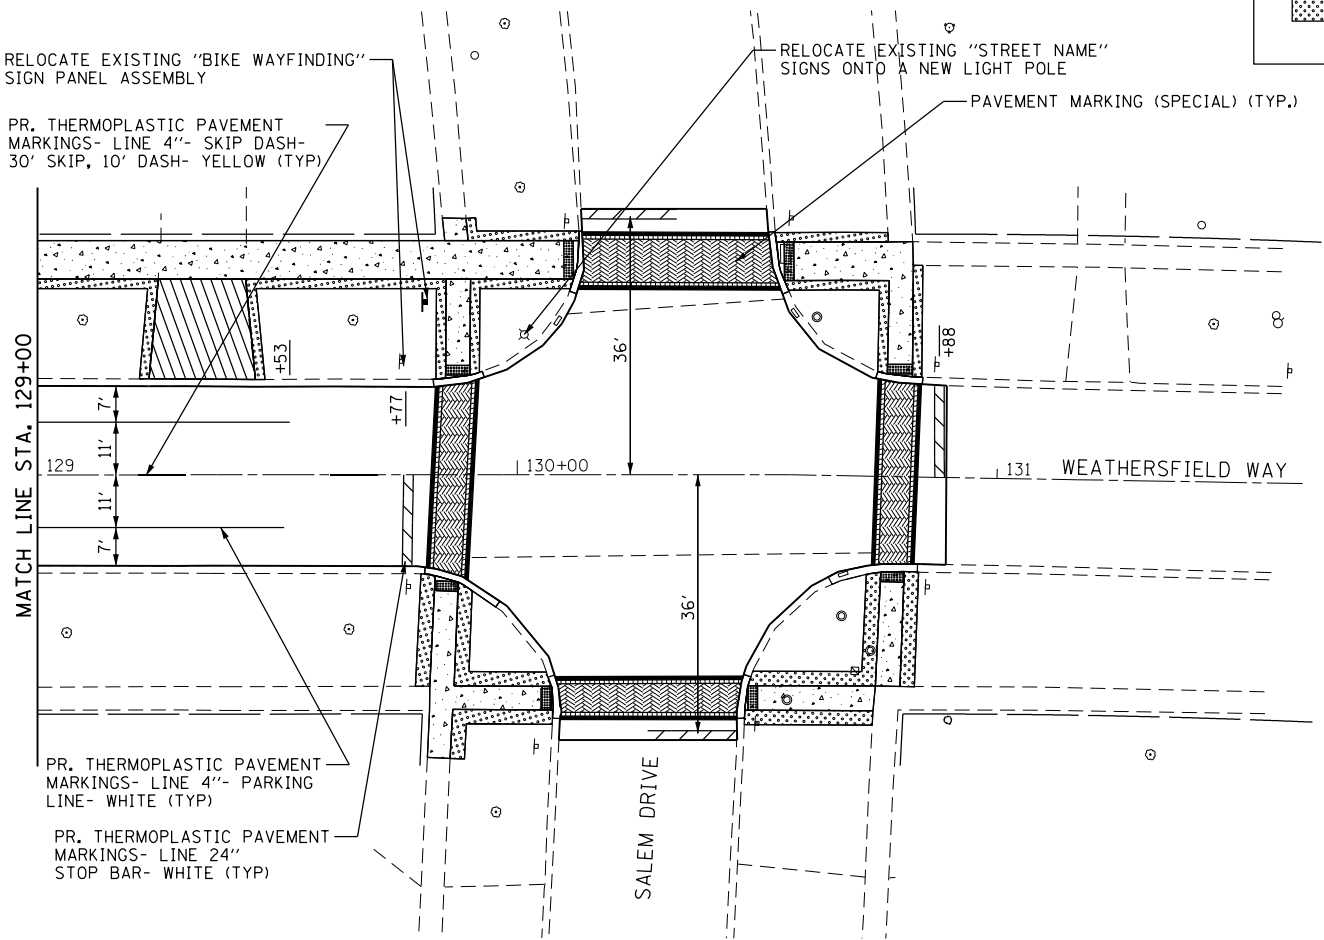 RELOCATE EXISTING "BIKE WAYFINDING"
SIGN PANEL ASSEMBLY
RELOCATE EXISTING "STREET NAME"
SIGNS ONTO A NEW LIGHT POLE
PAVEMENT MARKING (SPECIAL) (TYP.)
PR. THERMOPLASTIC PAVEMENT
MARKINGS- LINE 4"- SKIP DASH-
30' SKIP, 10' DASH- YELLOW (TYP)
MATCH LINE STA. 129+00
+53
+77
+88
36'
7'
11'
11'
7'
129
130+00
131
WEATHERSFIELD WAY
36'
SALEM DRIVE
PR. THERMOPLASTIC PAVEMENT
MARKINGS- LINE 4"- PARKING
LINE- WHITE (TYP)
PR. THERMOPLASTIC PAVEMENT
MARKINGS- LINE 24"
STOP BAR- WHITE (TYP)